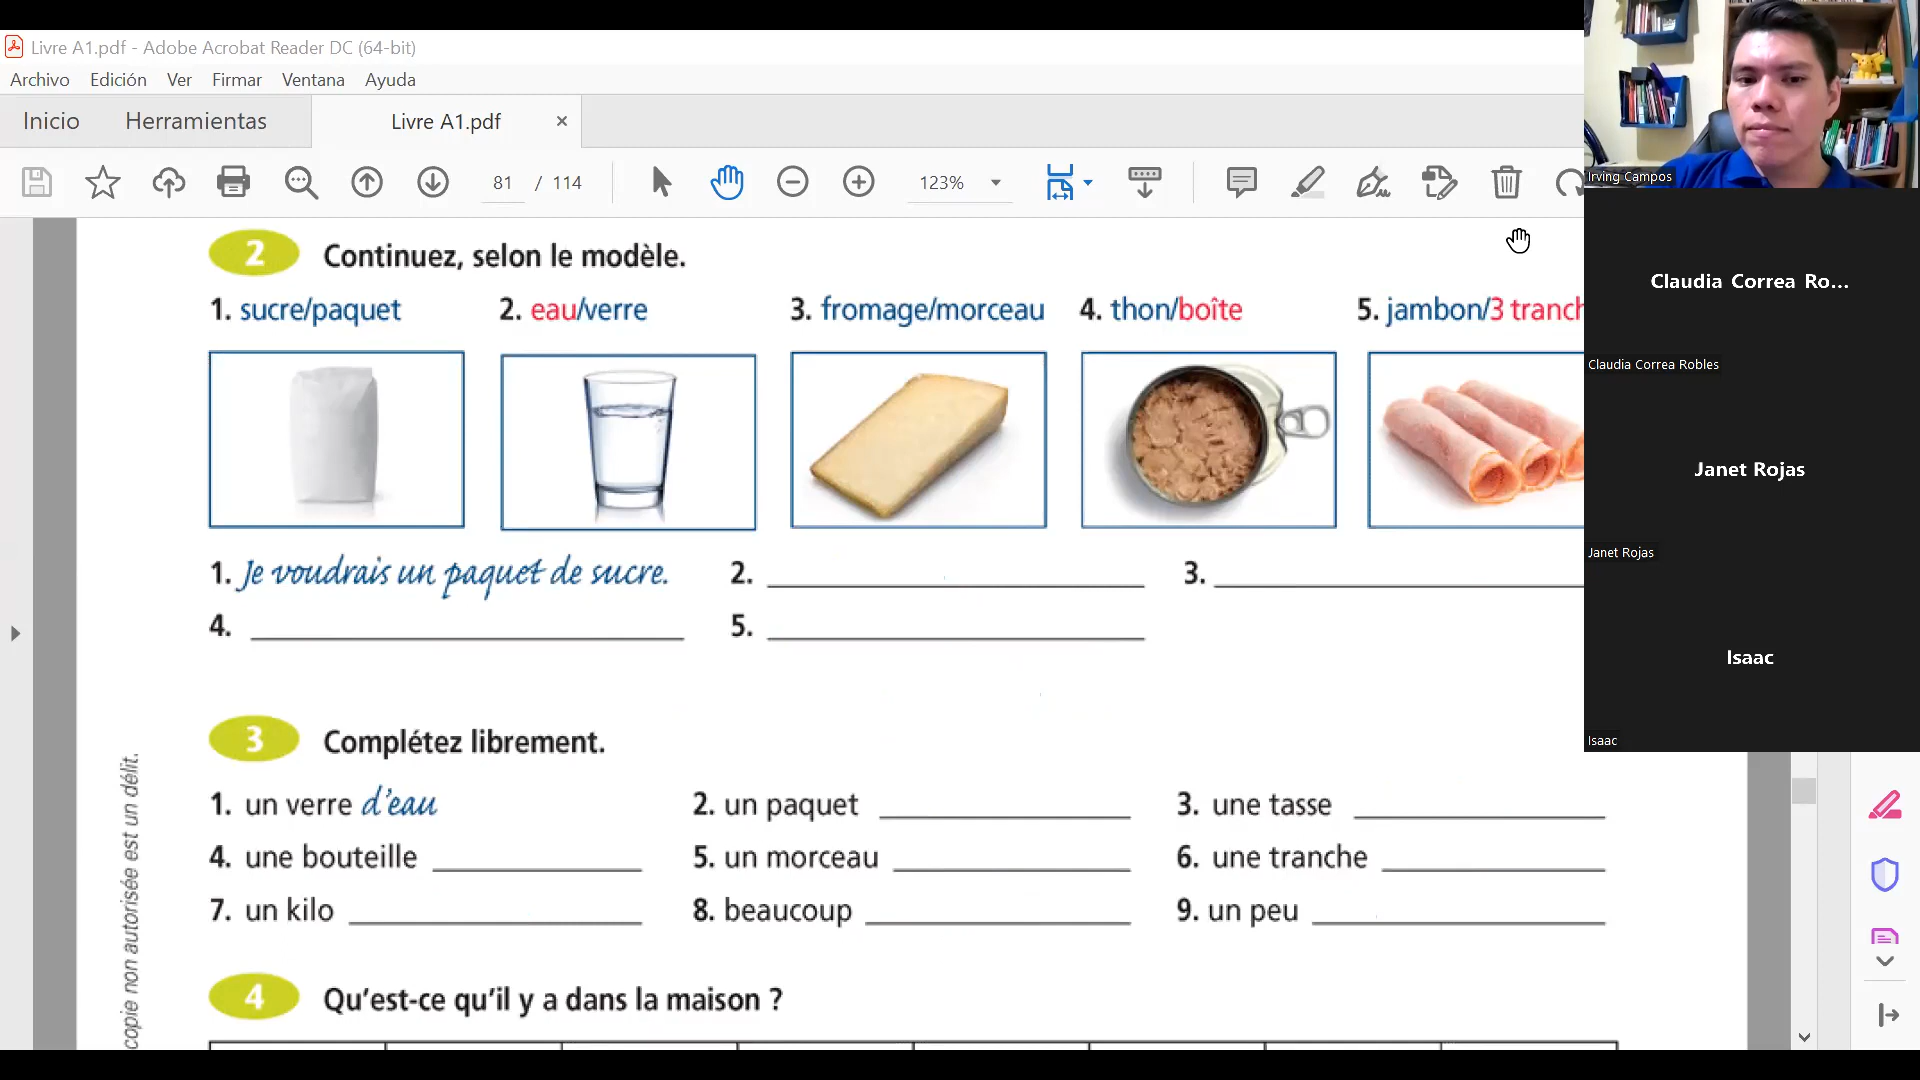 Livre A1.pdf - Adobe Acrobat Reader DC (64-bit)
Archivo Edición Ver Firmar Ventana Ayuda
Inicio Herramientas Livre A1.pdf ×
81 / 114 123%
2 Continuez, selon le modèle.
1. sucre/paquet 2. eau/verre 3. fromage/morceau 4. thon/boîte 5. jambon/3 tranch
1. Je voudrais un paquet de sucre. 2. 3.
4. 5.
3 Complétez librement.
1. un verre d'eau 2. un paquet 3. une tasse
4. une bouteille 5. un morceau 6. une tranche
7. un kilo 8. beaucoup 9. un peu
4 Qu'est-ce qu'il y a dans la maison ?
copie non autorisée est un délit.
Irving Campos
Claudia Correa Ro...
Claudia Correa Robles
Janet Rojas
Janet Rojas
Isaac
Isaac